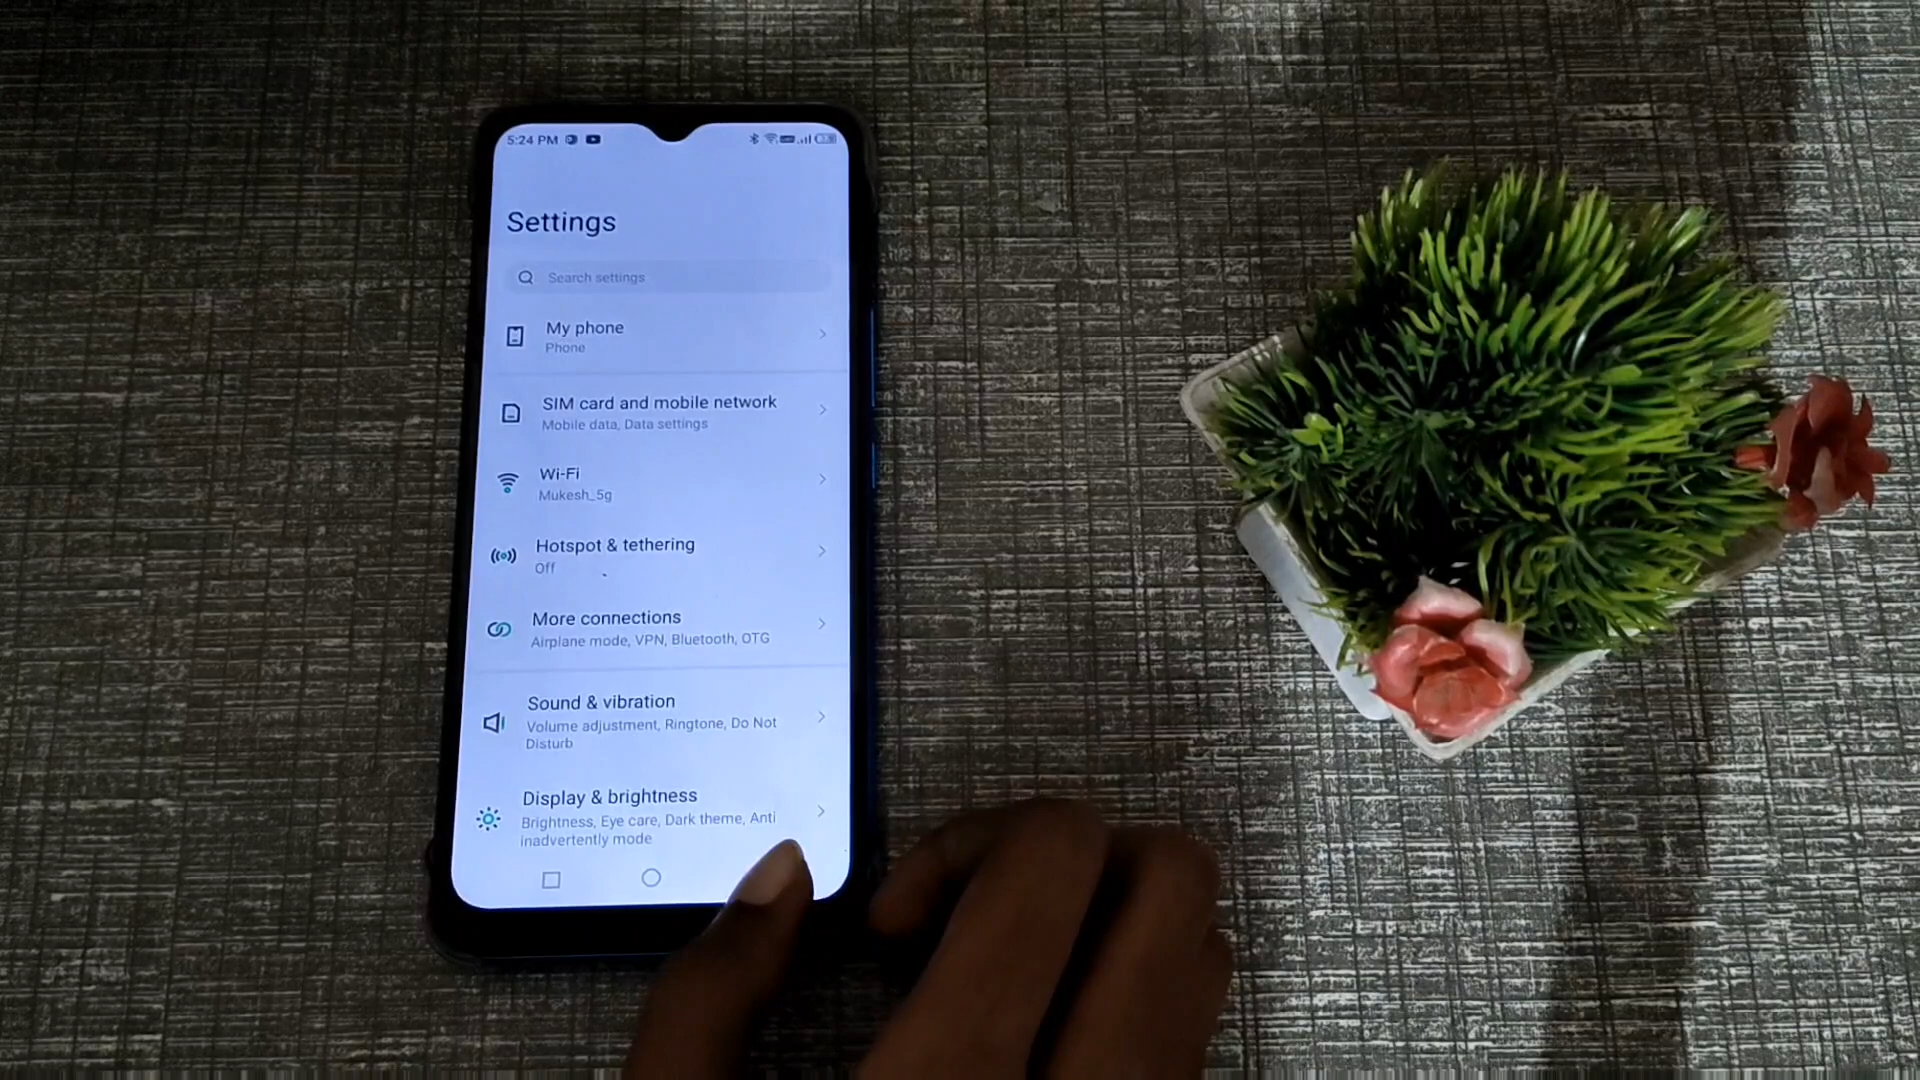 5:24 PM
Settings
Search settings
My phone
Phone
SIM card and mobile network
Mobile data, Data settings
Wi-Fi
Mukesh_5g
Hotspot & tethering
Off
More connections
Airplane mode, VPN, Bluetooth, OTG
Sound & vibration
Volume adjustment, Ringtone, Do Not
Disturb
Display & brightness
Brightness, Eye care, Dark theme, Anti
inadvertently mode